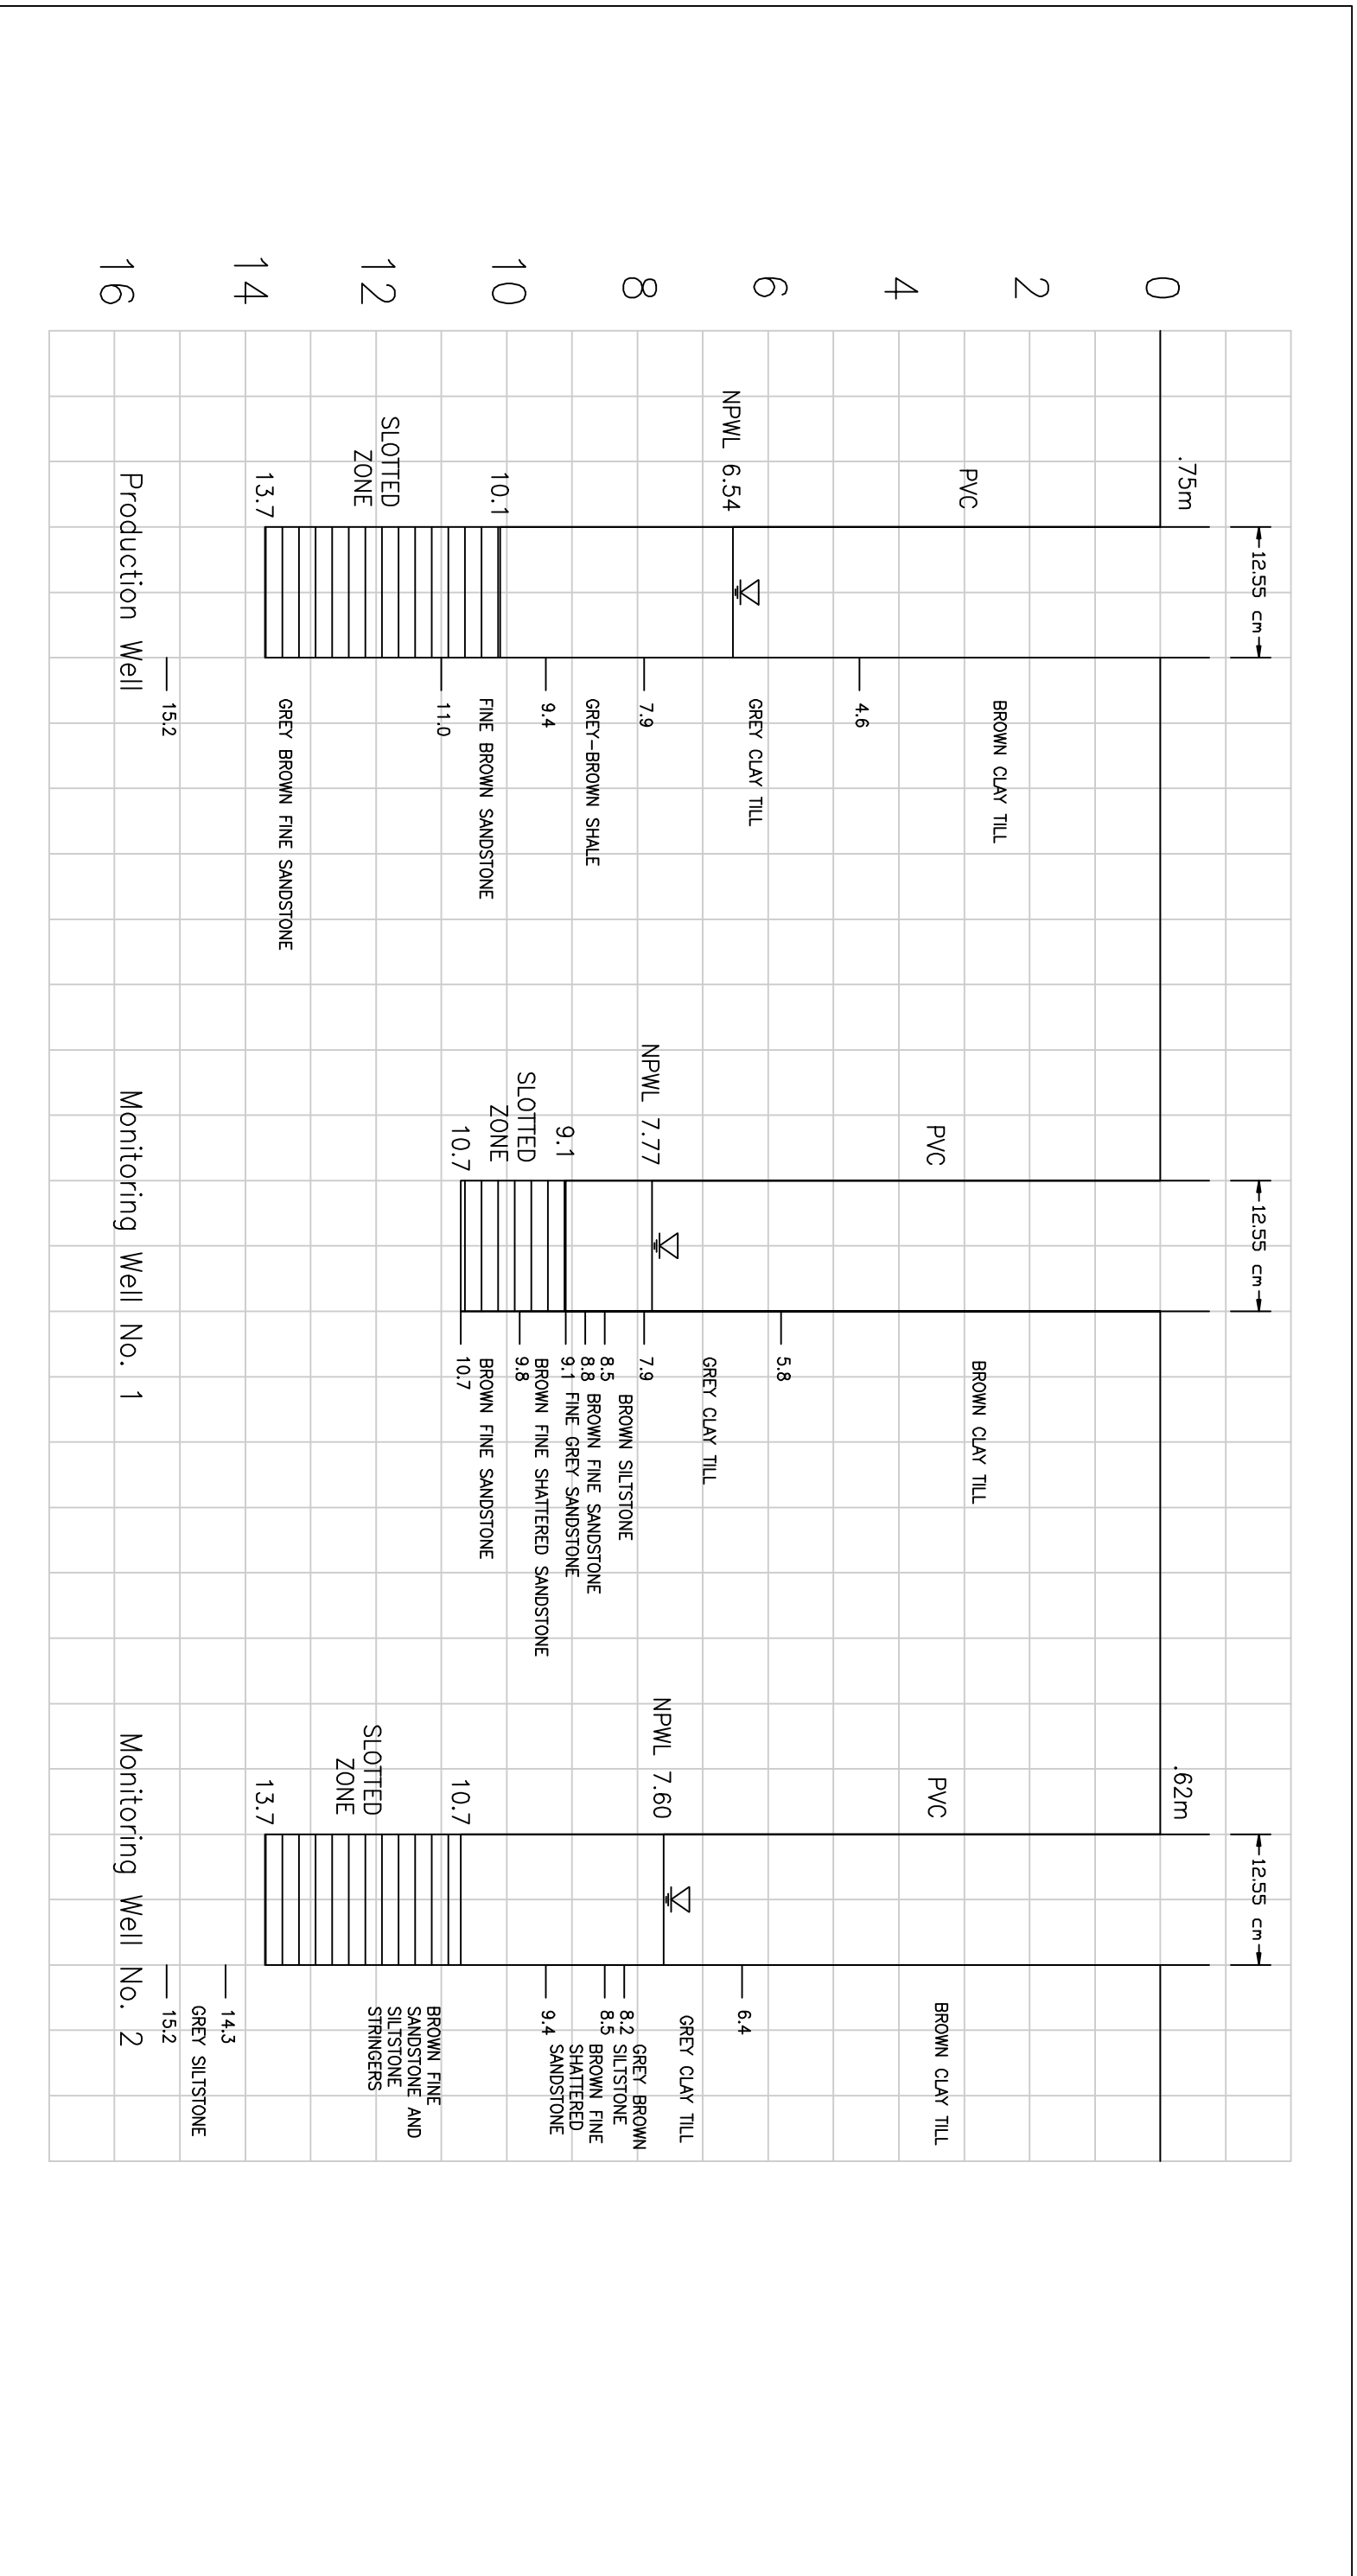 .75m
12.55 cm
12.55 cm
.62m
12.55 cm
0
2
4
6
8
10
12
14
16
PVC
NPWL 6.54
10.1
SLOTTED
ZONE
13.7
BROWN CLAY TILL
4.6
GREY CLAY TILL
7.9
GREY-BROWN SHALE
9.4
FINE BROWN SANDSTONE
11.0
GREY BROWN FINE SANDSTONE
15.2
Production Well
PVC
NPWL 7.77
9.1
SLOTTED
ZONE
10.7
BROWN CLAY TILL
5.8
GREY CLAY TILL
7.9
BROWN SILTSTONE
8.5
BROWN FINE SANDSTONE
8.8
FINE GREY SANDSTONE
9.1
BROWN FINE SHATTERED SANDSTONE
9.8
BROWN FINE SANDSTONE
10.7
Monitoring Well No. 1
PVC
NPWL 7.60
10.7
SLOTTED
ZONE
13.7
BROWN CLAY TILL
6.4
GREY CLAY TILL
8.2
GREY BROWN
SILTSTONE
8.5
BROWN FINE
SHATTERED
SANDSTONE
9.4
BROWN FINE
SANDSTONE AND
SILTSTONE
STRINGERS
14.3
GREY SILTSTONE
15.2
Monitoring Well No. 2